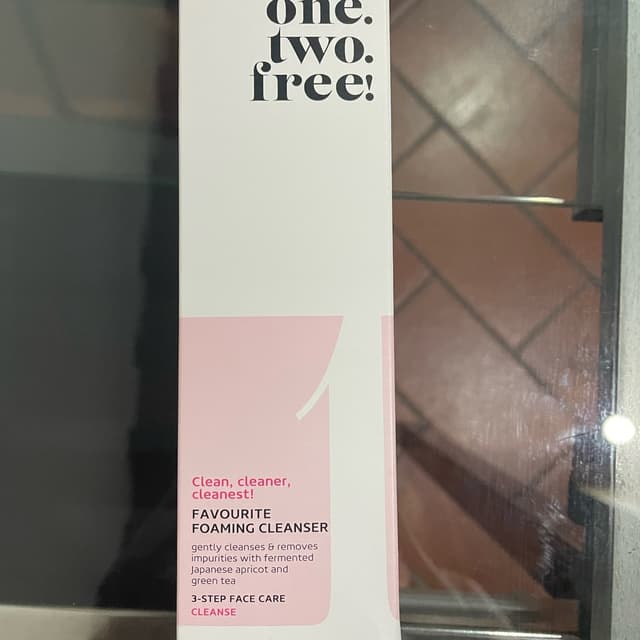 one.
two.
free!
1
Clean, cleaner,
cleanest!
FAVOURITE
FOAMING CLEANSER
gently cleanses & removes
impurities with fermented
Japanese apricot and
green tea
3-STEP FACE CARE
CLEANSE